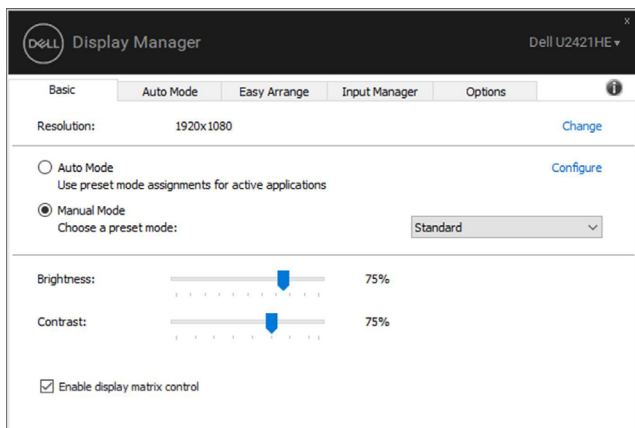 DELL Display Manager
x
Dell U2421HE
Basic
Auto Mode
Easy Arrange
Input Manager
Options
i
Resolution: 1920x1080 Change
Auto Mode Configure
Use preset mode assignments for active applications
Manual Mode
Choose a preset mode: Standard
Brightness: 75%
Contrast: 75%
Enable display matrix control